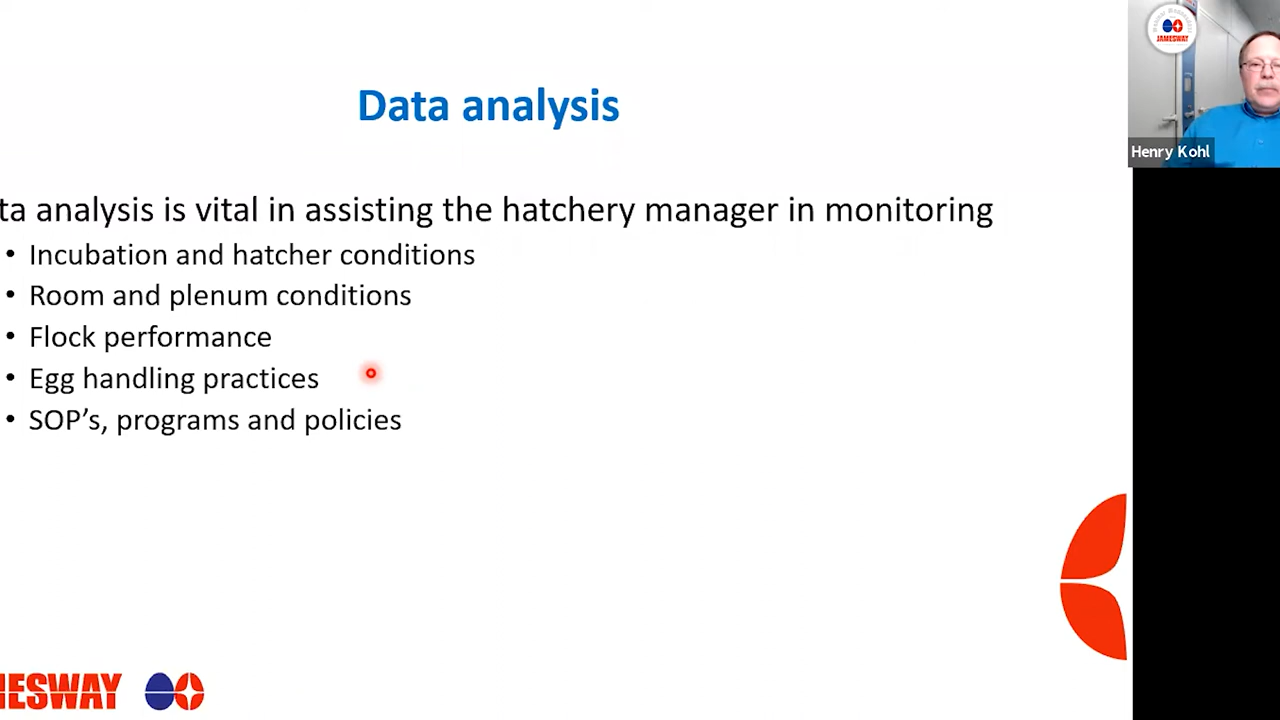 Data analysis
ta analysis is vital in assisting the hatchery manager in monitoring
• Incubation and hatcher conditions
• Room and plenum conditions
• Flock performance
• Egg handling practices
• SOP's, programs and policies
JAMESWAY
Henry Kohl
IESWAY